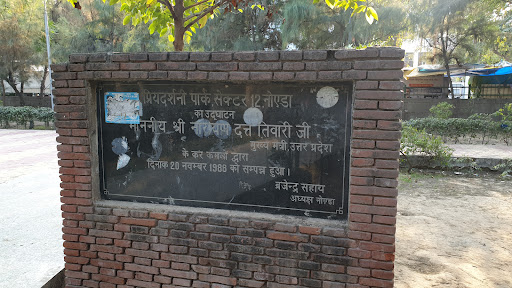 प्रियदर्शनी पार्क, सेक्टर 12, नोएडा
का उद्घाटन
माननीय श्री नारायण दत्त तिवारी जी
मुख्य मंत्री, उत्तर प्रदेश
के कर कमलों द्वारा
दिनांक 20 नवम्बर 1988 को सम्पन्न हुआ।
ब्रजेन्द्र सहाय
अध्यक्ष नोएडा